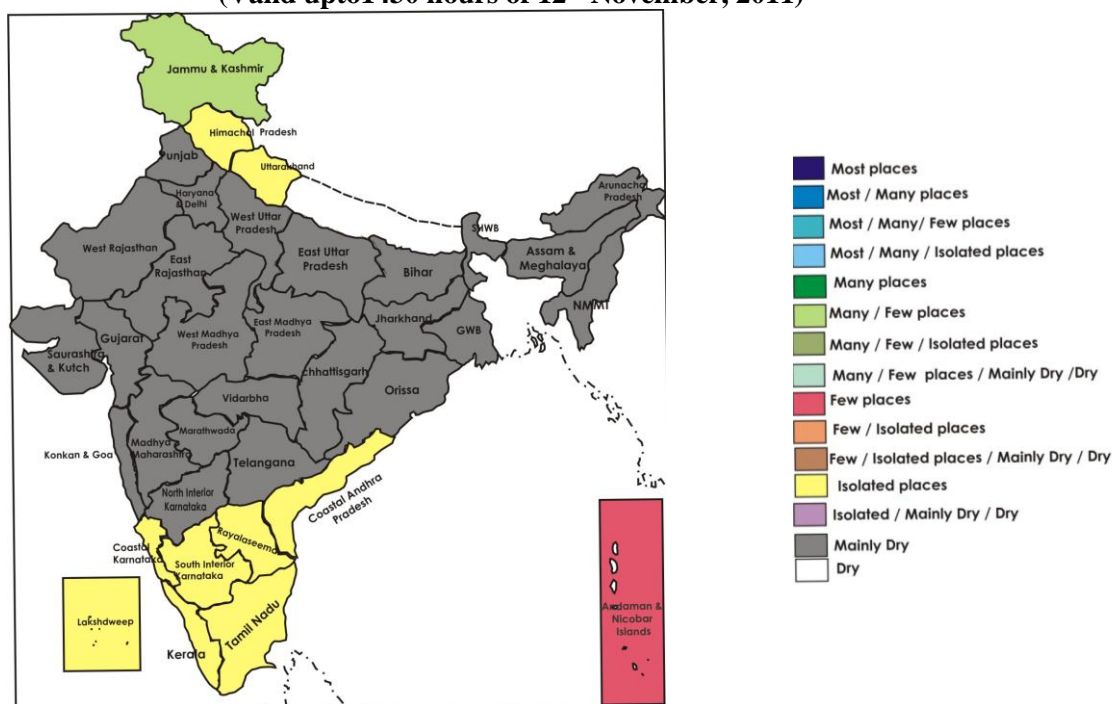 (Valid upto1430 hours of 12th November, 2011)
Jammu & Kashmir
Himachal Pradesh
Punjab
Uttarakhand
Haryana
& Delhi
West Uttar
Pradesh
Arunachal
Pradesh
SHWB
West Rajasthan
East
Rajasthan
East Uttar
Pradesh
Bihar
Assam &
Meghalaya
NMMT
Saurashtra
& Kutch
Gujarat
West Madhya
Pradesh
East Madhya
Pradesh
Jharkhand
GWB
chhattisgarh
Orissa
Vidarbha
Konkan & Goa
Madhya
Maharashtra
Marathwada
Telangana
North Interior
Karnataka
Coastal Andhra
Pradesh
Rayalaseema
Coastal
Karnataka
South Interior
Karnataka
Lakshdweep
Kerala
Tamil Nadu
Andaman &
Nicobar
Islands
Most places
Most / Many places
Most / Many/ Few places
Most / Many / Isolated places
Many places
Many / Few places
Many / Few / Isolated places
Many / Few places / Mainly Dry /Dry
Few places
Few / Isolated places
Few / Isolated places / Mainly Dry / Dry
Isolated places
Isolated / Mainly Dry / Dry
Mainly Dry
Dry